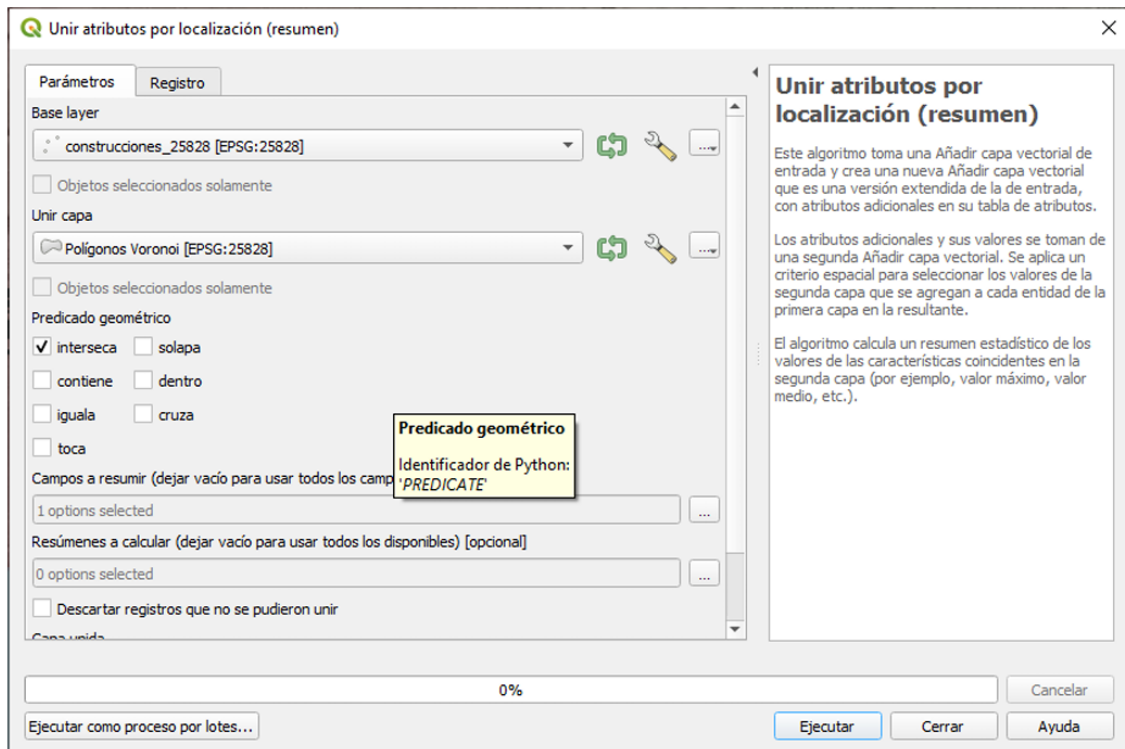 Unir atributos por localización (resumen)
Parámetros
Registro
Base layer
construcciones_25828 [EPSG:25828]
...
Objetos seleccionados solamente
Unir capa
Polígonos Voronoi [EPSG:25828]
...
Objetos seleccionados solamente
Predicado geométrico
interseca
solapa
contiene
dentro
iguala
cruza
toca
Campos a resumir (dejar vacío para usar todos los camp
Predicado geométrico
Identificador de Python:
'PREDICATE'
1 options selected
...
Resúmenes a calcular (dejar vacío para usar todos los disponibles) [opcional]
0 options selected
...
Descartar registros que no se pudieron unir
Capa unida
Unir atributos por
localización (resumen)
Este algoritmo toma una Añadir capa vectorial de
entrada y crea una nueva Añadir capa vectorial
que es una versión extendida de la de entrada,
con atributos adicionales en su tabla de atributos.
Los atributos adicionales y sus valores se toman de
una segunda Añadir capa vectorial. Se aplica un
criterio espacial para seleccionar los valores de la
segunda capa que se agregan a cada entidad de la
primera capa en la resultante.
El algoritmo calcula un resumen estadístico de los
valores de las características coincidentes en la
segunda capa (por ejemplo, valor máximo, valor
medio, etc.).
0%
Cancelar
Ejecutar como proceso por lotes...
Ejecutar
Cerrar
Ayuda